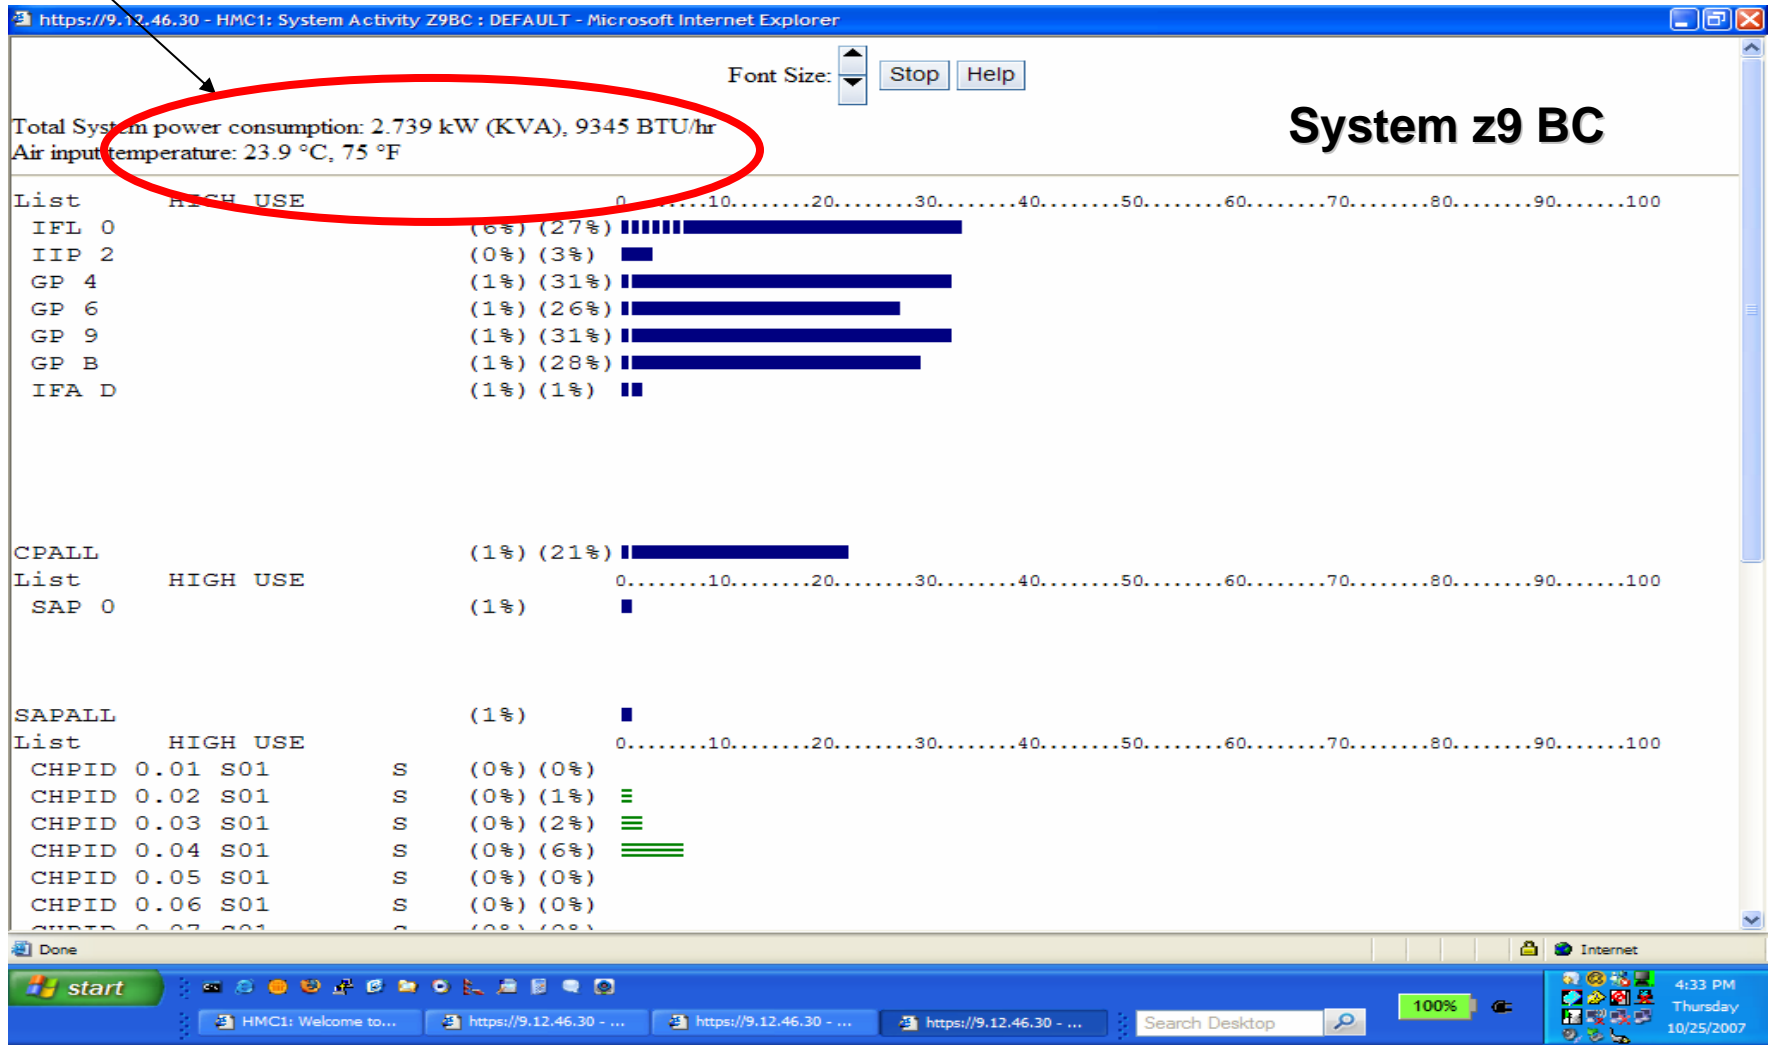 https://9.12.46.30 - HMC1: System Activity Z9BC : DEFAULT - Microsoft Internet Explorer
Font Size: Stop Help
System z9 BC
Total System power consumption: 2.739 kW (KVA), 9345 BTU/hr
Air input temperature: 23.9 °C, 75 °F
List HIGH USE 0........10........20........30........40........50........60........70........80........90.......100
IFL 0 (6%) (27%)
IIP 2 (0%) (3%)
GP 4 (1%) (31%)
GP 6 (1%) (26%)
GP 9 (1%) (31%)
GP B (1%) (28%)
IFA D (1%) (1%)
CPALL (1%) (21%)
List HIGH USE 0........10........20........30........40........50........60........70........80........90.......100
SAP 0 (1%)
SAPALL (1%)
List HIGH USE 0........10........20........30........40........50........60........70........80........90.......100
CHPID 0.01 S01 S (0%) (0%)
CHPID 0.02 S01 S (0%) (1%)
CHPID 0.03 S01 S (0%) (2%)
CHPID 0.04 S01 S (0%) (6%)
CHPID 0.05 S01 S (0%) (0%)
CHPID 0.06 S01 S (0%) (0%)
CHPID 0.07 S01 S (0%) (0%)
Done Internet
start
HMC1: Welcome to... https://9.12.46.30 - ... https://9.12.46.30 - ... https://9.12.46.30 - ... Search Desktop
100%
4:33 PM
Thursday
10/25/2007